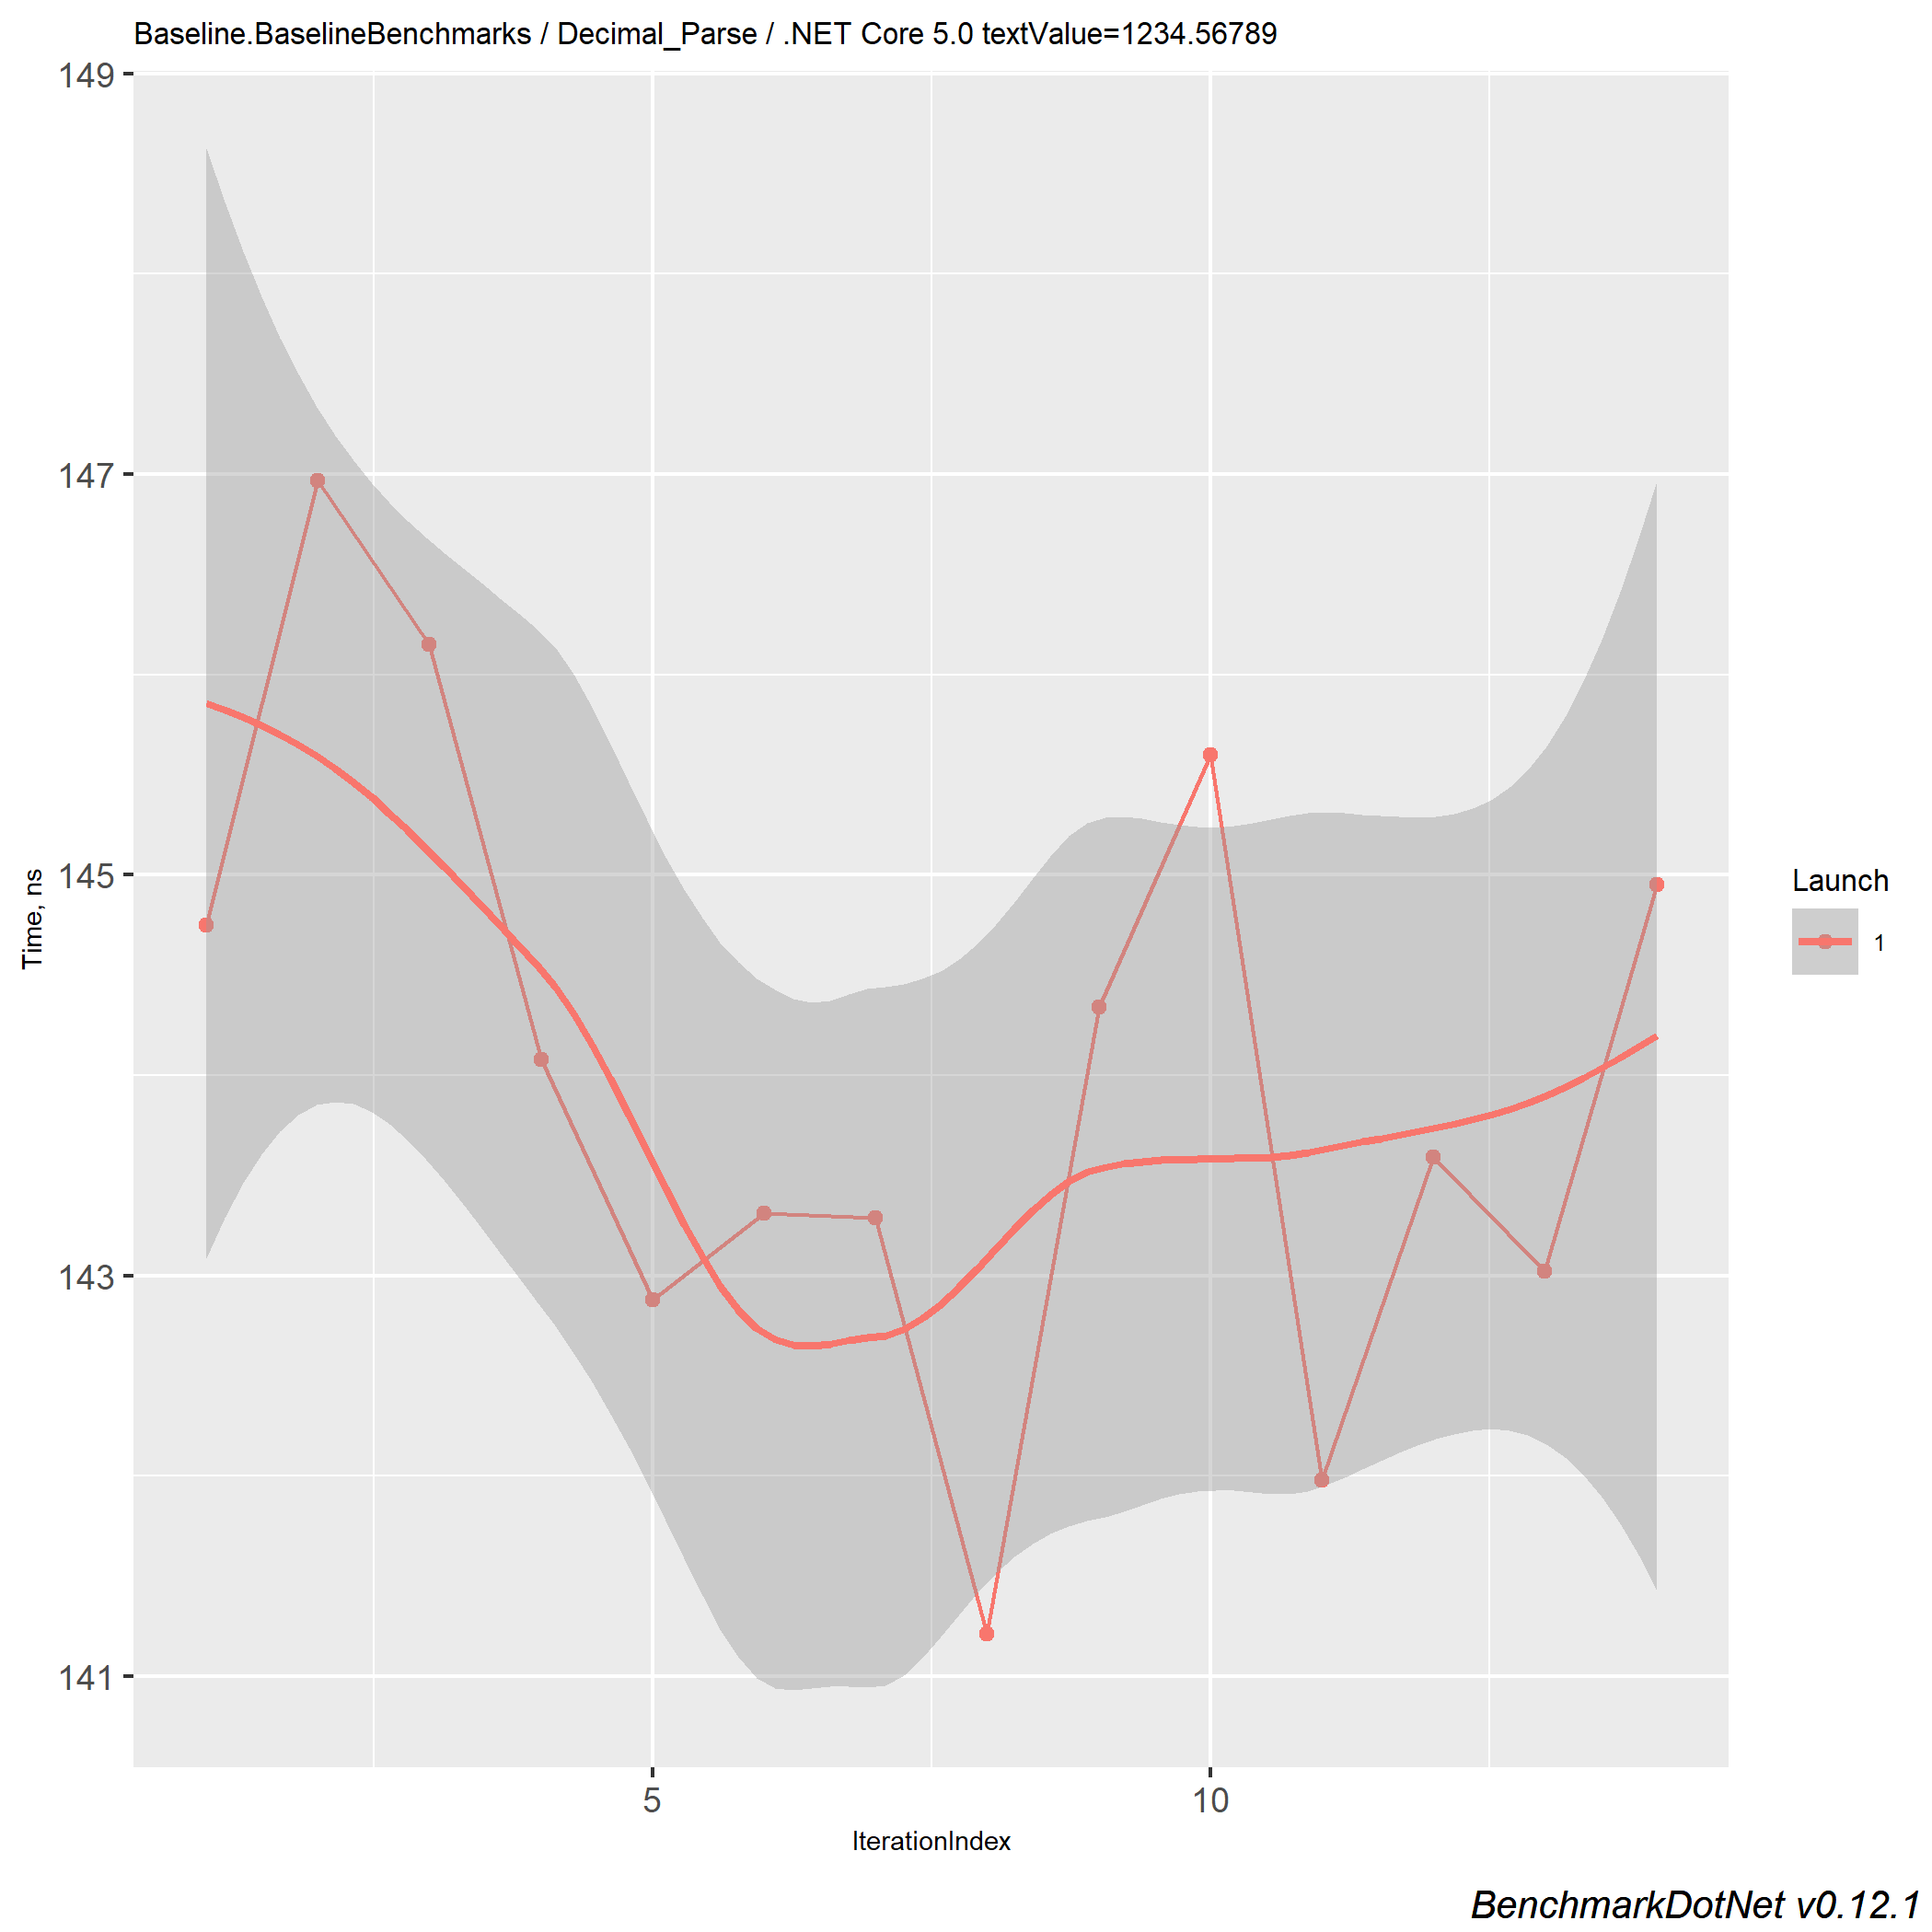 Baseline.BaselineBenchmarks / Decimal_Parse / .NET Core 5.0 textValue=1234.56789
149
147
145
143
141
Time, ns
5
10
IterationIndex
Launch
1
BenchmarkDotNet v0.12.1